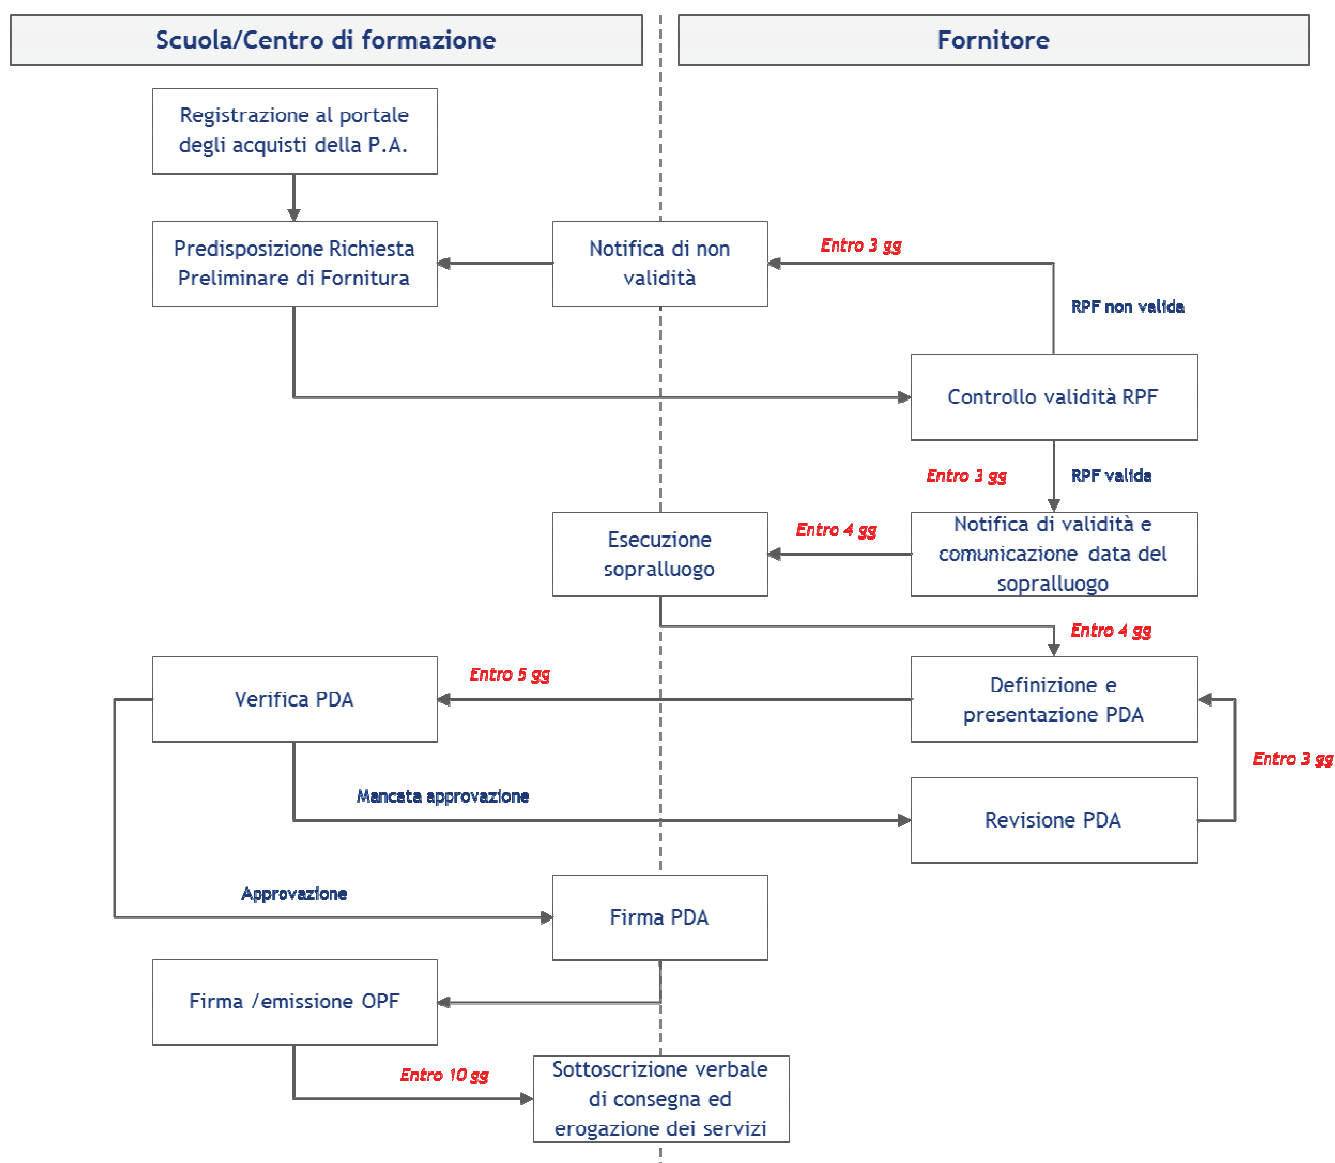 Scuola/Centro di formazione
Fornitore
Registrazione al portale
degli acquisti della P.A.
Predisposizione Richiesta
Preliminare di Fornitura
Notifica di non
validità
Entro 3 gg
RPF non valida
Controllo validità RPF
Entro 3 gg
RPF valida
Esecuzione
sopralluogo
Entro 4 gg
Notifica di validità e
comunicazione data del
sopralluogo
Entro 4 gg
Verifica PDA
Entro 5 gg
Definizione e
presentazione PDA
Entro 3 gg
Mancata approvazione
Revisione PDA
Approvazione
Firma PDA
Firma /emissione OPF
Entro 10 gg
Sottoscrizione verbale
di consegna ed
erogazione dei servizi